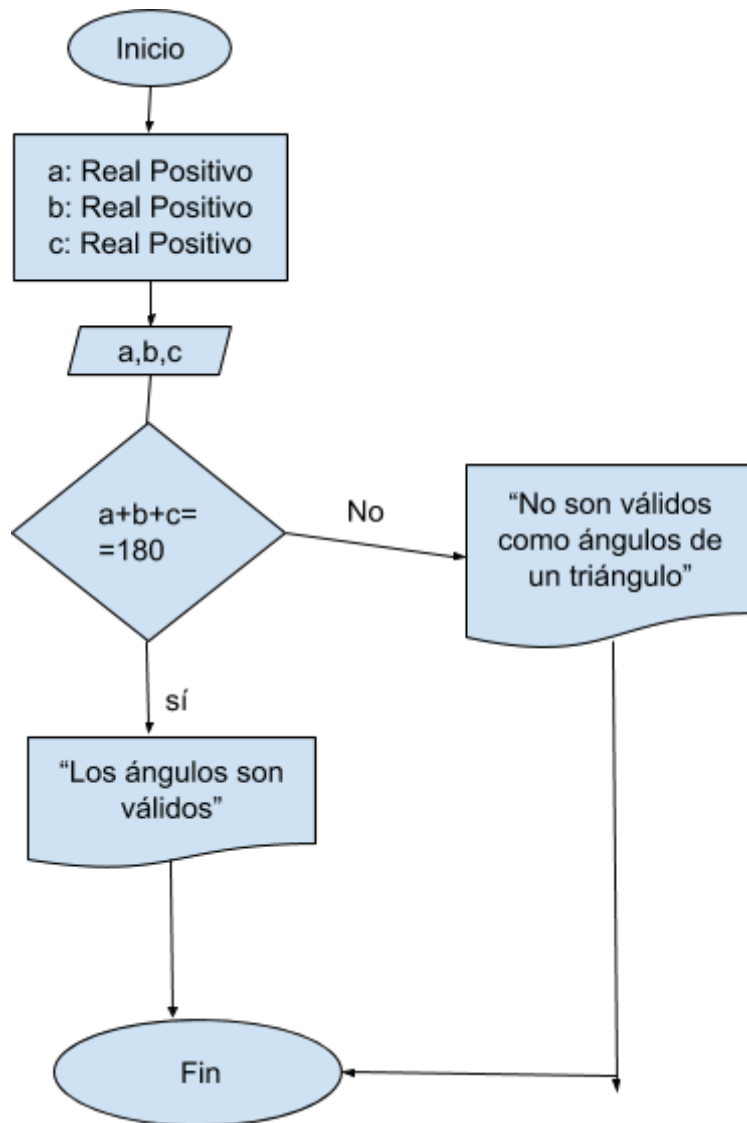 Inicio
a: Real Positivo
b: Real Positivo
c: Real Positivo
a,b,c
a+b+c=
=180
No
“No son válidos
como ángulos de
un triángulo”
sí
“Los ángulos son
válidos”
Fin